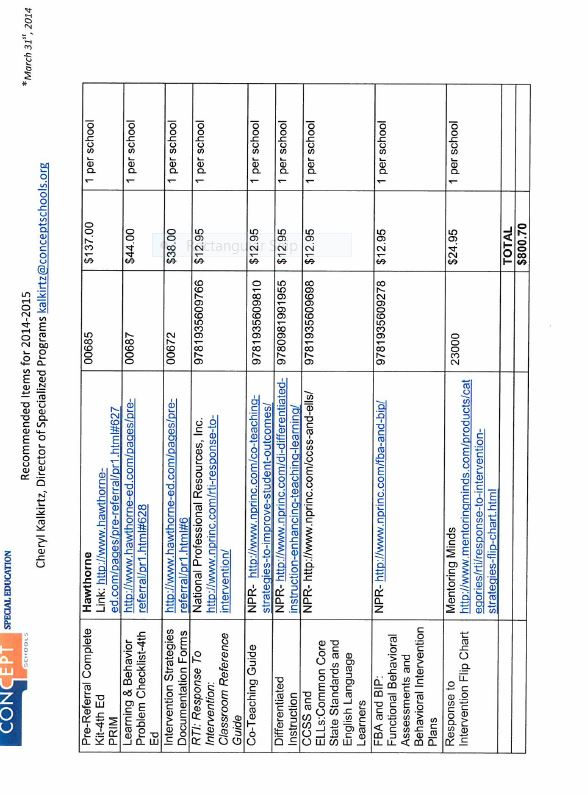 CONCEPT
SCHOOLS
SPECIAL EDUCATION
*March 31st, 2014
Recommended Items for 2014-2015
Cheryl Kalkirtz, Director of Specialized Programs kalkirtz@conceptschools.org
Pre-Referral Complete
Kit-4th Ed
PRIM
Hawthorne
Link: http://www.hawthorne-
ed.com/pages/pre-referral/pr1.html#627
00685
$137.00
1 per school
Learning & Behavior
Problem Checklist-4th
Ed
http://www.hawthorne-ed.com/pages/pre-
referral/pr1.html#628
00687
$44.00
1 per school
Intervention Strategies
Documentation Forms
http://www.hawthorne-ed.com/pages/pre-
referral/pr1.html#6
00672
$38.00
1 per school
RTI: Response To
Intervention:
Classroom Reference
Guide
National Professional Resources, Inc.
http://www.nprinc.com/rti-response-to-
intervention/
9781935609766
$12.95
1 per school
Co-Teaching Guide
NPR- http://www.nprinc.com/co-teaching-
strategies-to-improve-student-outcomes/
9781935609810
$12.95
1 per school
Differentiated
Instruction
NPR- http://www.nprinc.com/di-differentiated-
instruction-enhancing-teaching-learning/
9780981991955
$12.95
1 per school
CCSS and
ELLs:Common Core
State Standards and
English Language
Learners
NPR- http://www.nprinc.com/ccss-and-ells/
9781935609698
$12.95
1 per school
FBA and BIP:
Functional Behavioral
Assessments and
Behavioral Intervention
Plans
NPR- http://www.nprinc.com/fba-and-bip/
9781935609278
$12.95
1 per school
Response to
Intervention Flip Chart
Mentoring Minds
http://www.mentoringminds.com/products/cat
egories/rti/response-to-intervention-
strategies-flip-chart.html
23000
$24.95
1 per school
TOTAL
$800.70
Rectangular Snip